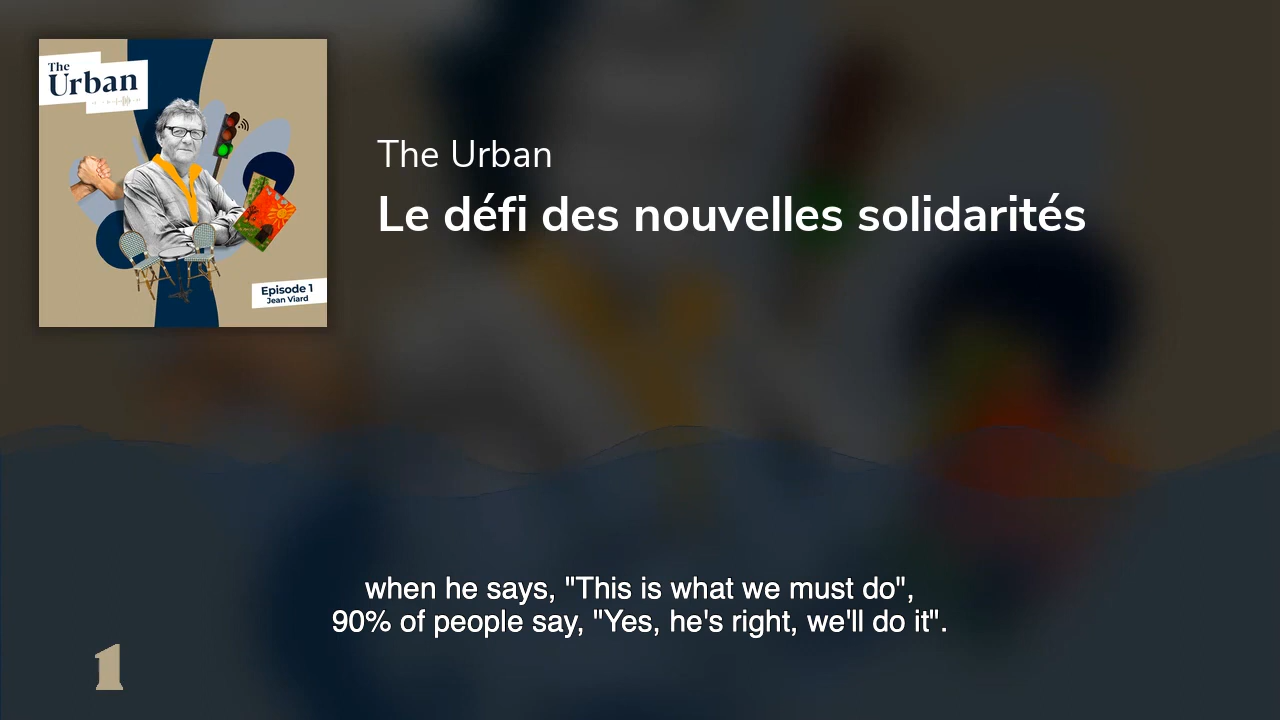 The
Urban
Episode 1
Jean Viard
The Urban
Le défi des nouvelles solidarités
when he says, "This is what we must do",
90% of people say, "Yes, he's right, we'll do it".
1